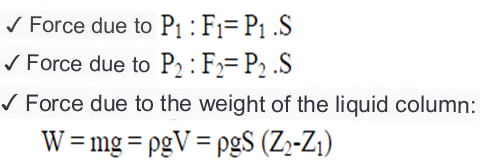 ✓ Force due to P₁ : F₁= P₁ .S
✓ Force due to P₂ : F₂= P₂ .S
✓ Force due to the weight of the liquid column:
W = mg = ρgV = ρgS (Z₂-Z₁)